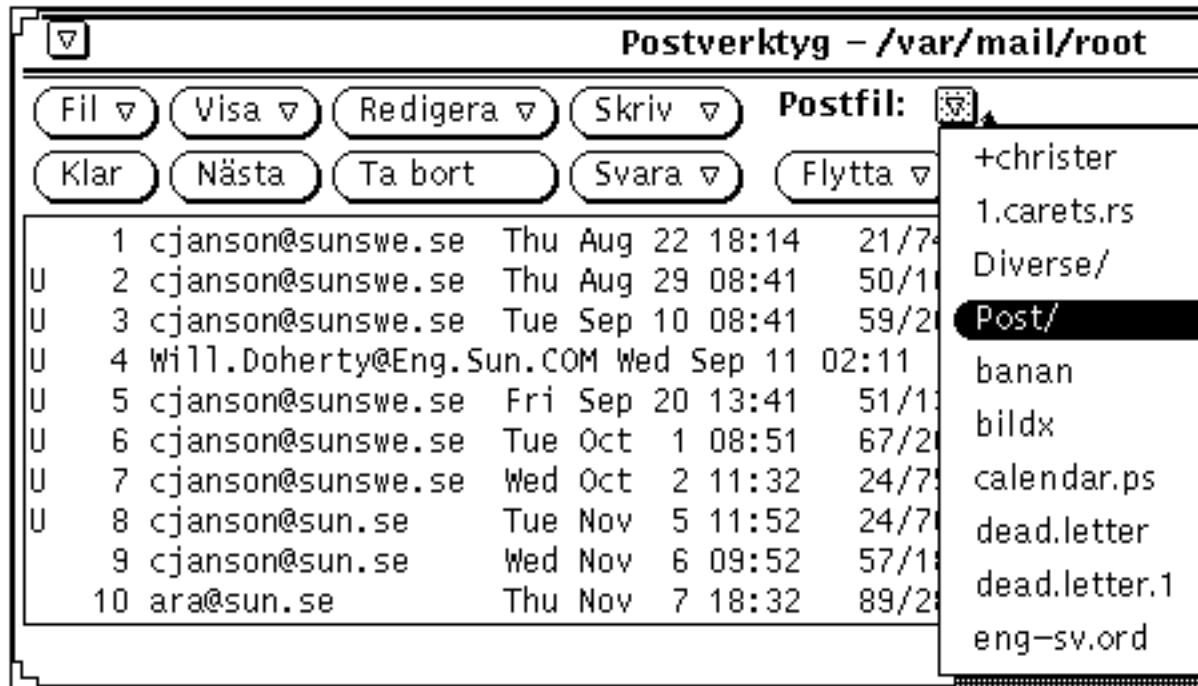 Postverktyg – /var/mail/root
Fil Visa Redigera Skriv Postfil:
Klar Nästa Ta bort Svara Flytta
1 cjanson@sunswe.se Thu Aug 22 18:14
U 2 cjanson@sunswe.se Thu Aug 29 08:41
U 3 cjanson@sunswe.se Tue Sep 10 08:41
U 4 Will.Doherty@Eng.Sun.COM Wed Sep 11 02:11
U 5 cjanson@sunswe.se Fri Sep 20 13:41
U 6 cjanson@sunswe.se Tue Oct 1 08:51
U 7 cjanson@sunswe.se Wed Oct 2 11:32
U 8 cjanson@sun.se Tue Nov 5 11:52
9 cjanson@sun.se Wed Nov 6 09:52
10 ara@sun.se Thu Nov 7 18:32
+christer
1.carets.rs
Diverse/
Post/
banan
bildx
calendar.ps
dead.letter
dead.letter.1
eng-sv.ord